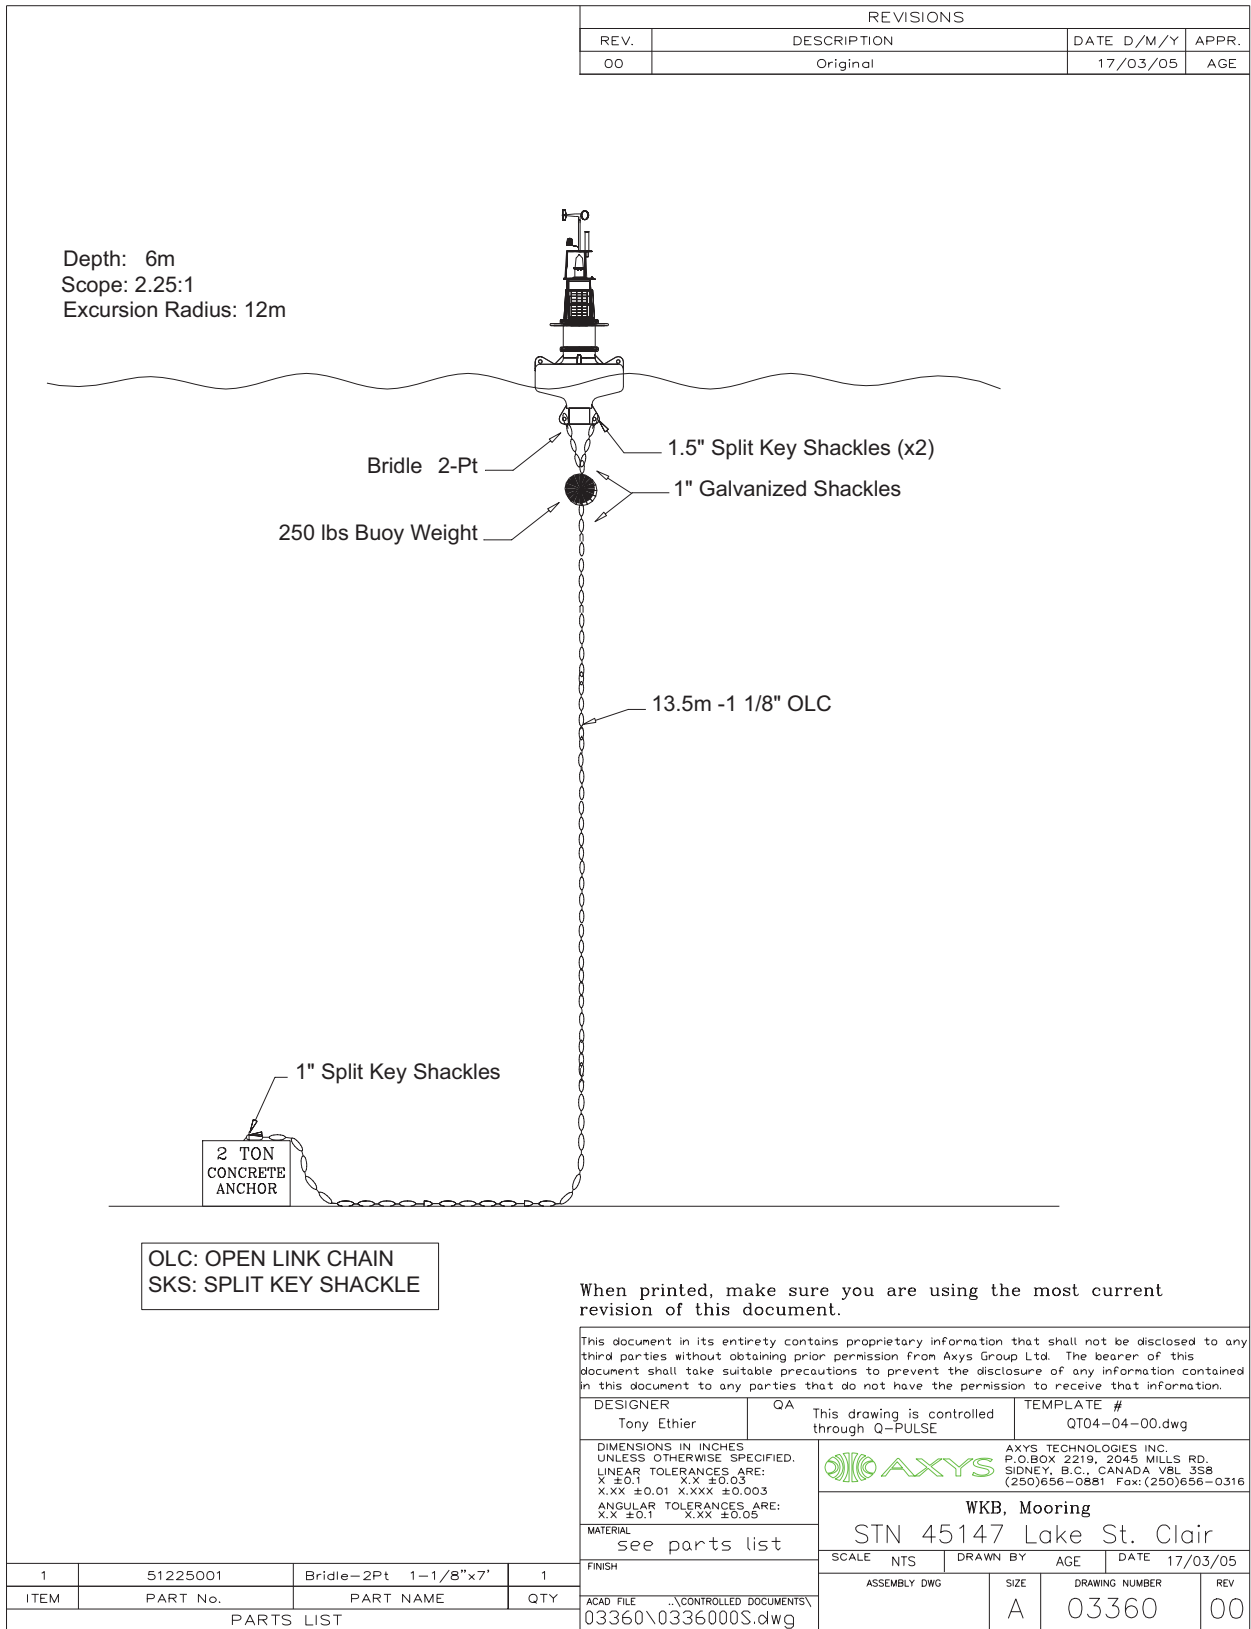 REVISIONS
REV. DESCRIPTION DATE D/M/Y APPR.
00 Original 17/03/05 AGE
Depth: 6m
Scope: 2.25:1
Excursion Radius: 12m
1.5" Split Key Shackles (x2)
Bridle 2-Pt
1" Galvanized Shackles
250 lbs Buoy Weight
13.5m -1 1/8" OLC
1" Split Key Shackles
2 TON
CONCRETE
ANCHOR
OLC: OPEN LINK CHAIN
SKS: SPLIT KEY SHACKLE
When printed, make sure you are using the most current
revision of this document.
This document in its entirety contains proprietary information that shall not be disclosed to any
third parties without obtaining prior permission from Axys Group Ltd. The bearer of this
document shall take suitable precautions to prevent the disclosure of any information contained
in this document to any parties that do not have the permission to receive that information.
DESIGNER
Tony Ethier
QA
This drawing is controlled
through Q-PULSE
TEMPLATE #
QT04-04-00.dwg
DIMENSIONS IN INCHES
UNLESS OTHERWISE SPECIFIED.
LINEAR TOLERANCES ARE:
X ±0.1 X.X ±0.03
X.XX ±0.01 X.XXX ±0.003
ANGULAR TOLERANCES ARE:
X.X ±0.1 X.XX ±0.05
AXYS
AXYS TECHNOLOGIES INC.
P.O.BOX 2219, 2045 MILLS RD.
SIDNEY, B.C., CANADA V8L 3S8
(250)656-0881 Fax:(250)656-0316
WKB, Mooring
STN 45147 Lake St. Clair
MATERIAL
see parts list
SCALE NTS DRAWN BY AGE DATE 17/03/05
FINISH
ASSEMBLY DWG
SIZE
A
DRAWING NUMBER
03360
REV
00
ACAD FILE ..\CONTROLLED DOCUMENTS\
03360\0336000S.dwg
1 51225001 Bridle-2Pt 1-1/8"x7' 1
ITEM PART No. PART NAME QTY
PARTS LIST